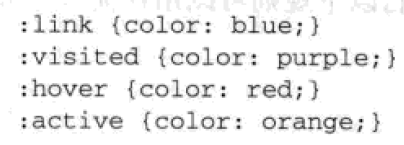 :link {color: blue;}
:visited {color: purple;}
:hover {color: red;}
:active {color: orange;}